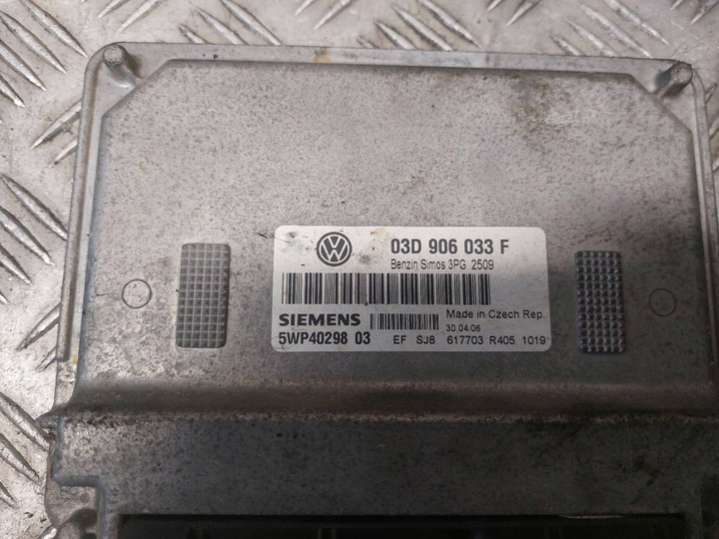 03D 906 033 F
Benzin Simos 3PG 2509
SIEMENS
Made in Czech Rep.
30.04.06
5WP40298 03 EF SJ8 617703 R405 1019